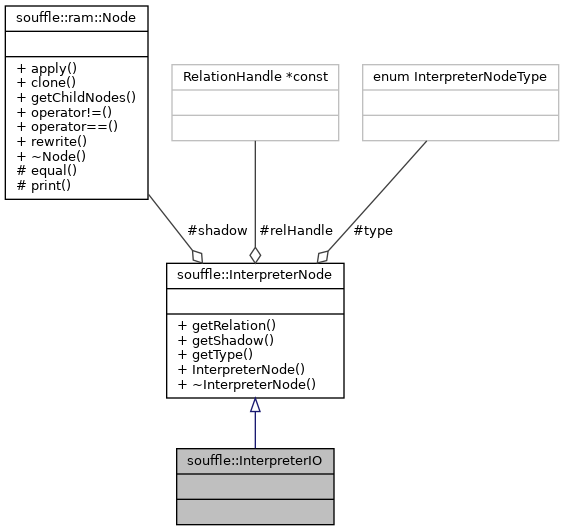 souffle::ram::Node
+ apply()
+ clone()
+ getChildNodes()
+ operator!=()
+ operator==()
+ rewrite()
+ ~Node()
# equal()
# print()
RelationHandle *const
enum InterpreterNodeType
#shadow
#relHandle
#type
souffle::InterpreterNode
+ getRelation()
+ getShadow()
+ getType()
+ InterpreterNode()
+ ~InterpreterNode()
souffle::InterpreterIO